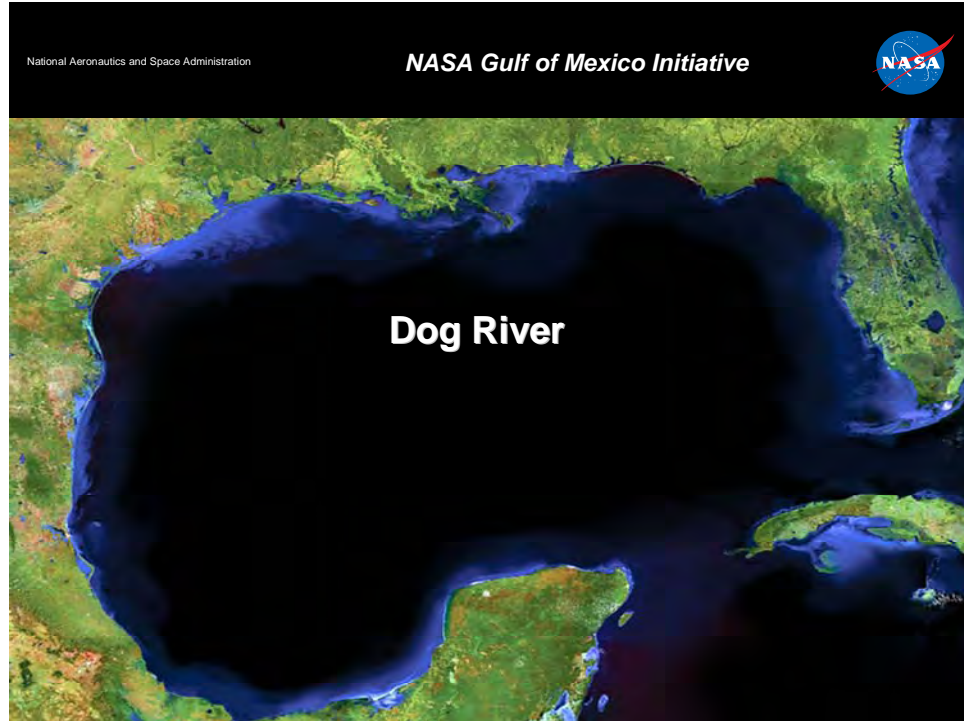 National Aeronautics and Space Administration
NASA Gulf of Mexico Initiative
NASA
Dog River